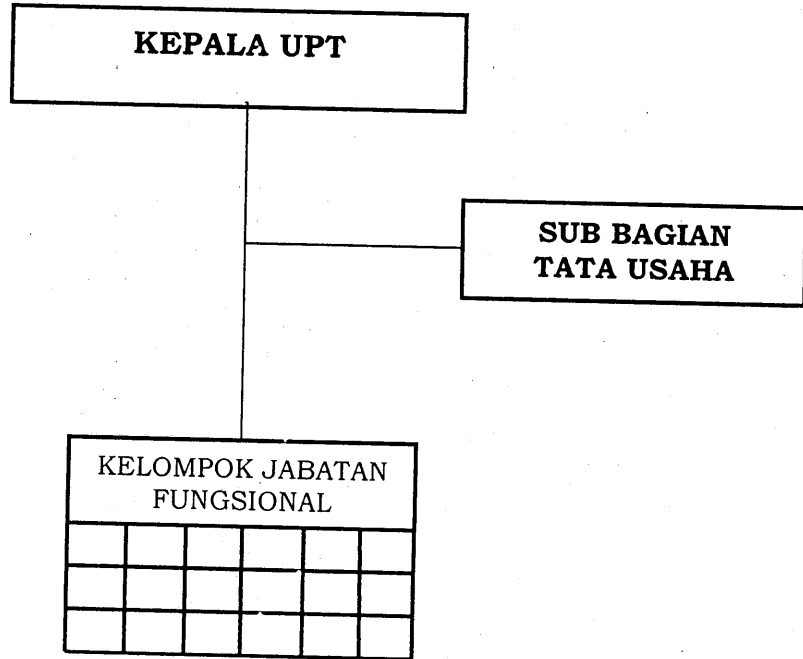 KEPALA UPT
SUB BAGIAN
TATA USAHA
KELOMPOK JABATAN
FUNGSIONAL